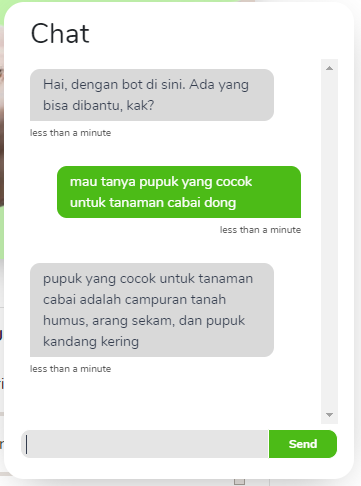 Chat
Hai, dengan bot di sini. Ada yang
bisa dibantu, kak?
less than a minute
mau tanya pupuk yang cocok
untuk tanaman cabai dong
less than a minute
pupuk yang cocok untuk tanaman
cabai adalah campuran tanah
humus, arang sekam, dan pupuk
kandang kering
less than a minute
Send